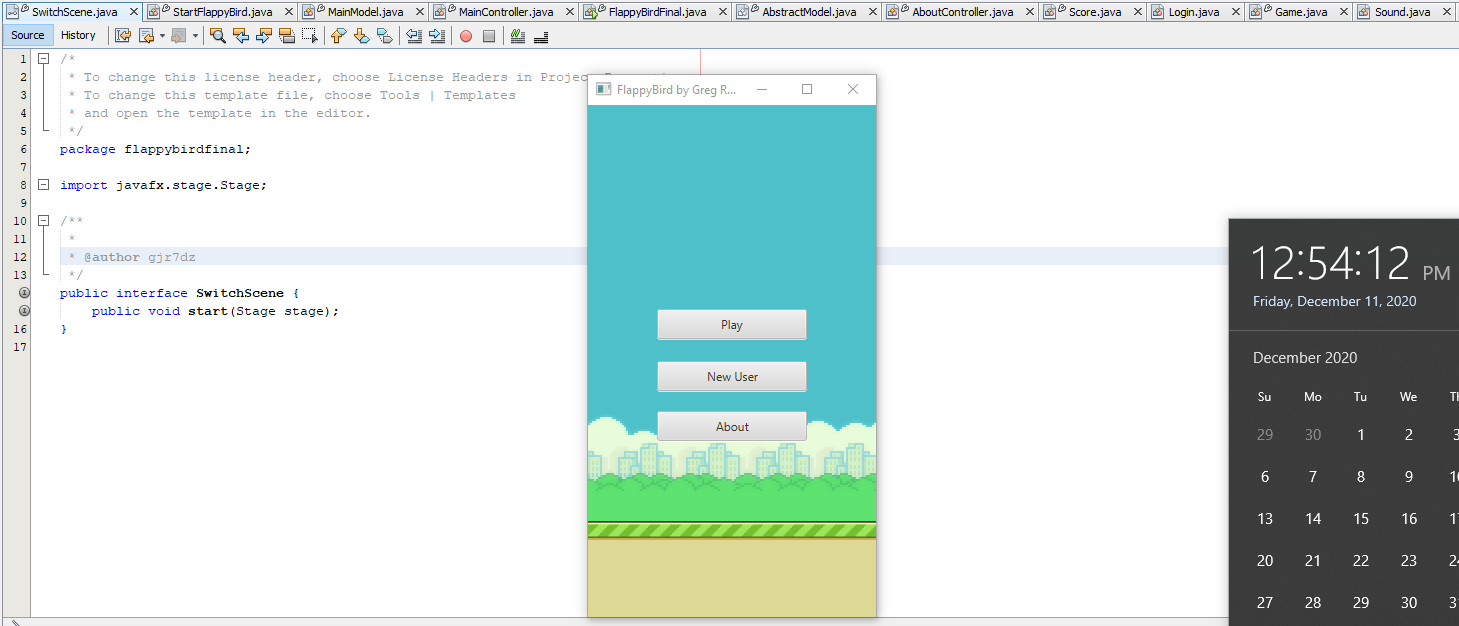 SwitchScene.java StartFlappyBird.java MainModel.java MainController.java FlappyBirdFinal.java AbstractModel.java AboutController.java Score.java Login.java Game.java Sound.java
Source History
1 /*
2 * To change this license header, choose License Headers in Projec
3 * To change this template file, choose Tools | Templates
4 * and open the template in the editor.
5 */
6 package flappybirdfinal;
7
8 import javafx.stage.Stage;
9
10 /**
11 *
12 * @author gjr7dz
13 */
public interface SwitchScene {
public void start(Stage stage);
16 }
17
FlappyBird by Greg R...
Play
New User
About
12:54:12 PM
Friday, December 11, 2020
December 2020
Su Mo Tu We
29 30 1 2 3
6 7 8 9 10
13 14 15 16 17
20 21 22 23
27 28 29 30 31